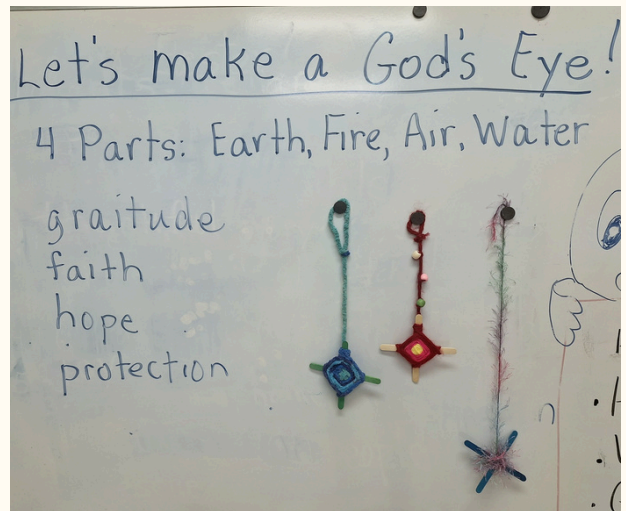 Let's make a God's Eye!
4 Parts: Earth, Fire, Air, Water
graitude
faith
hope
protection